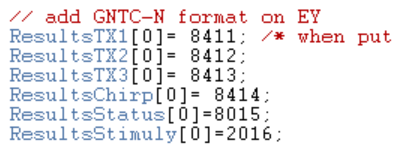 // add GNTC-N format on EY
ResultsTX1[0]= 8411; /* when put
ResultsTX2[0]= 8412;
ResultsTX3[0]= 8413;
ResultsChirp[0]= 8414;
ResultsStatus[0]=8015;
ResultsStimuly[0]=2016;